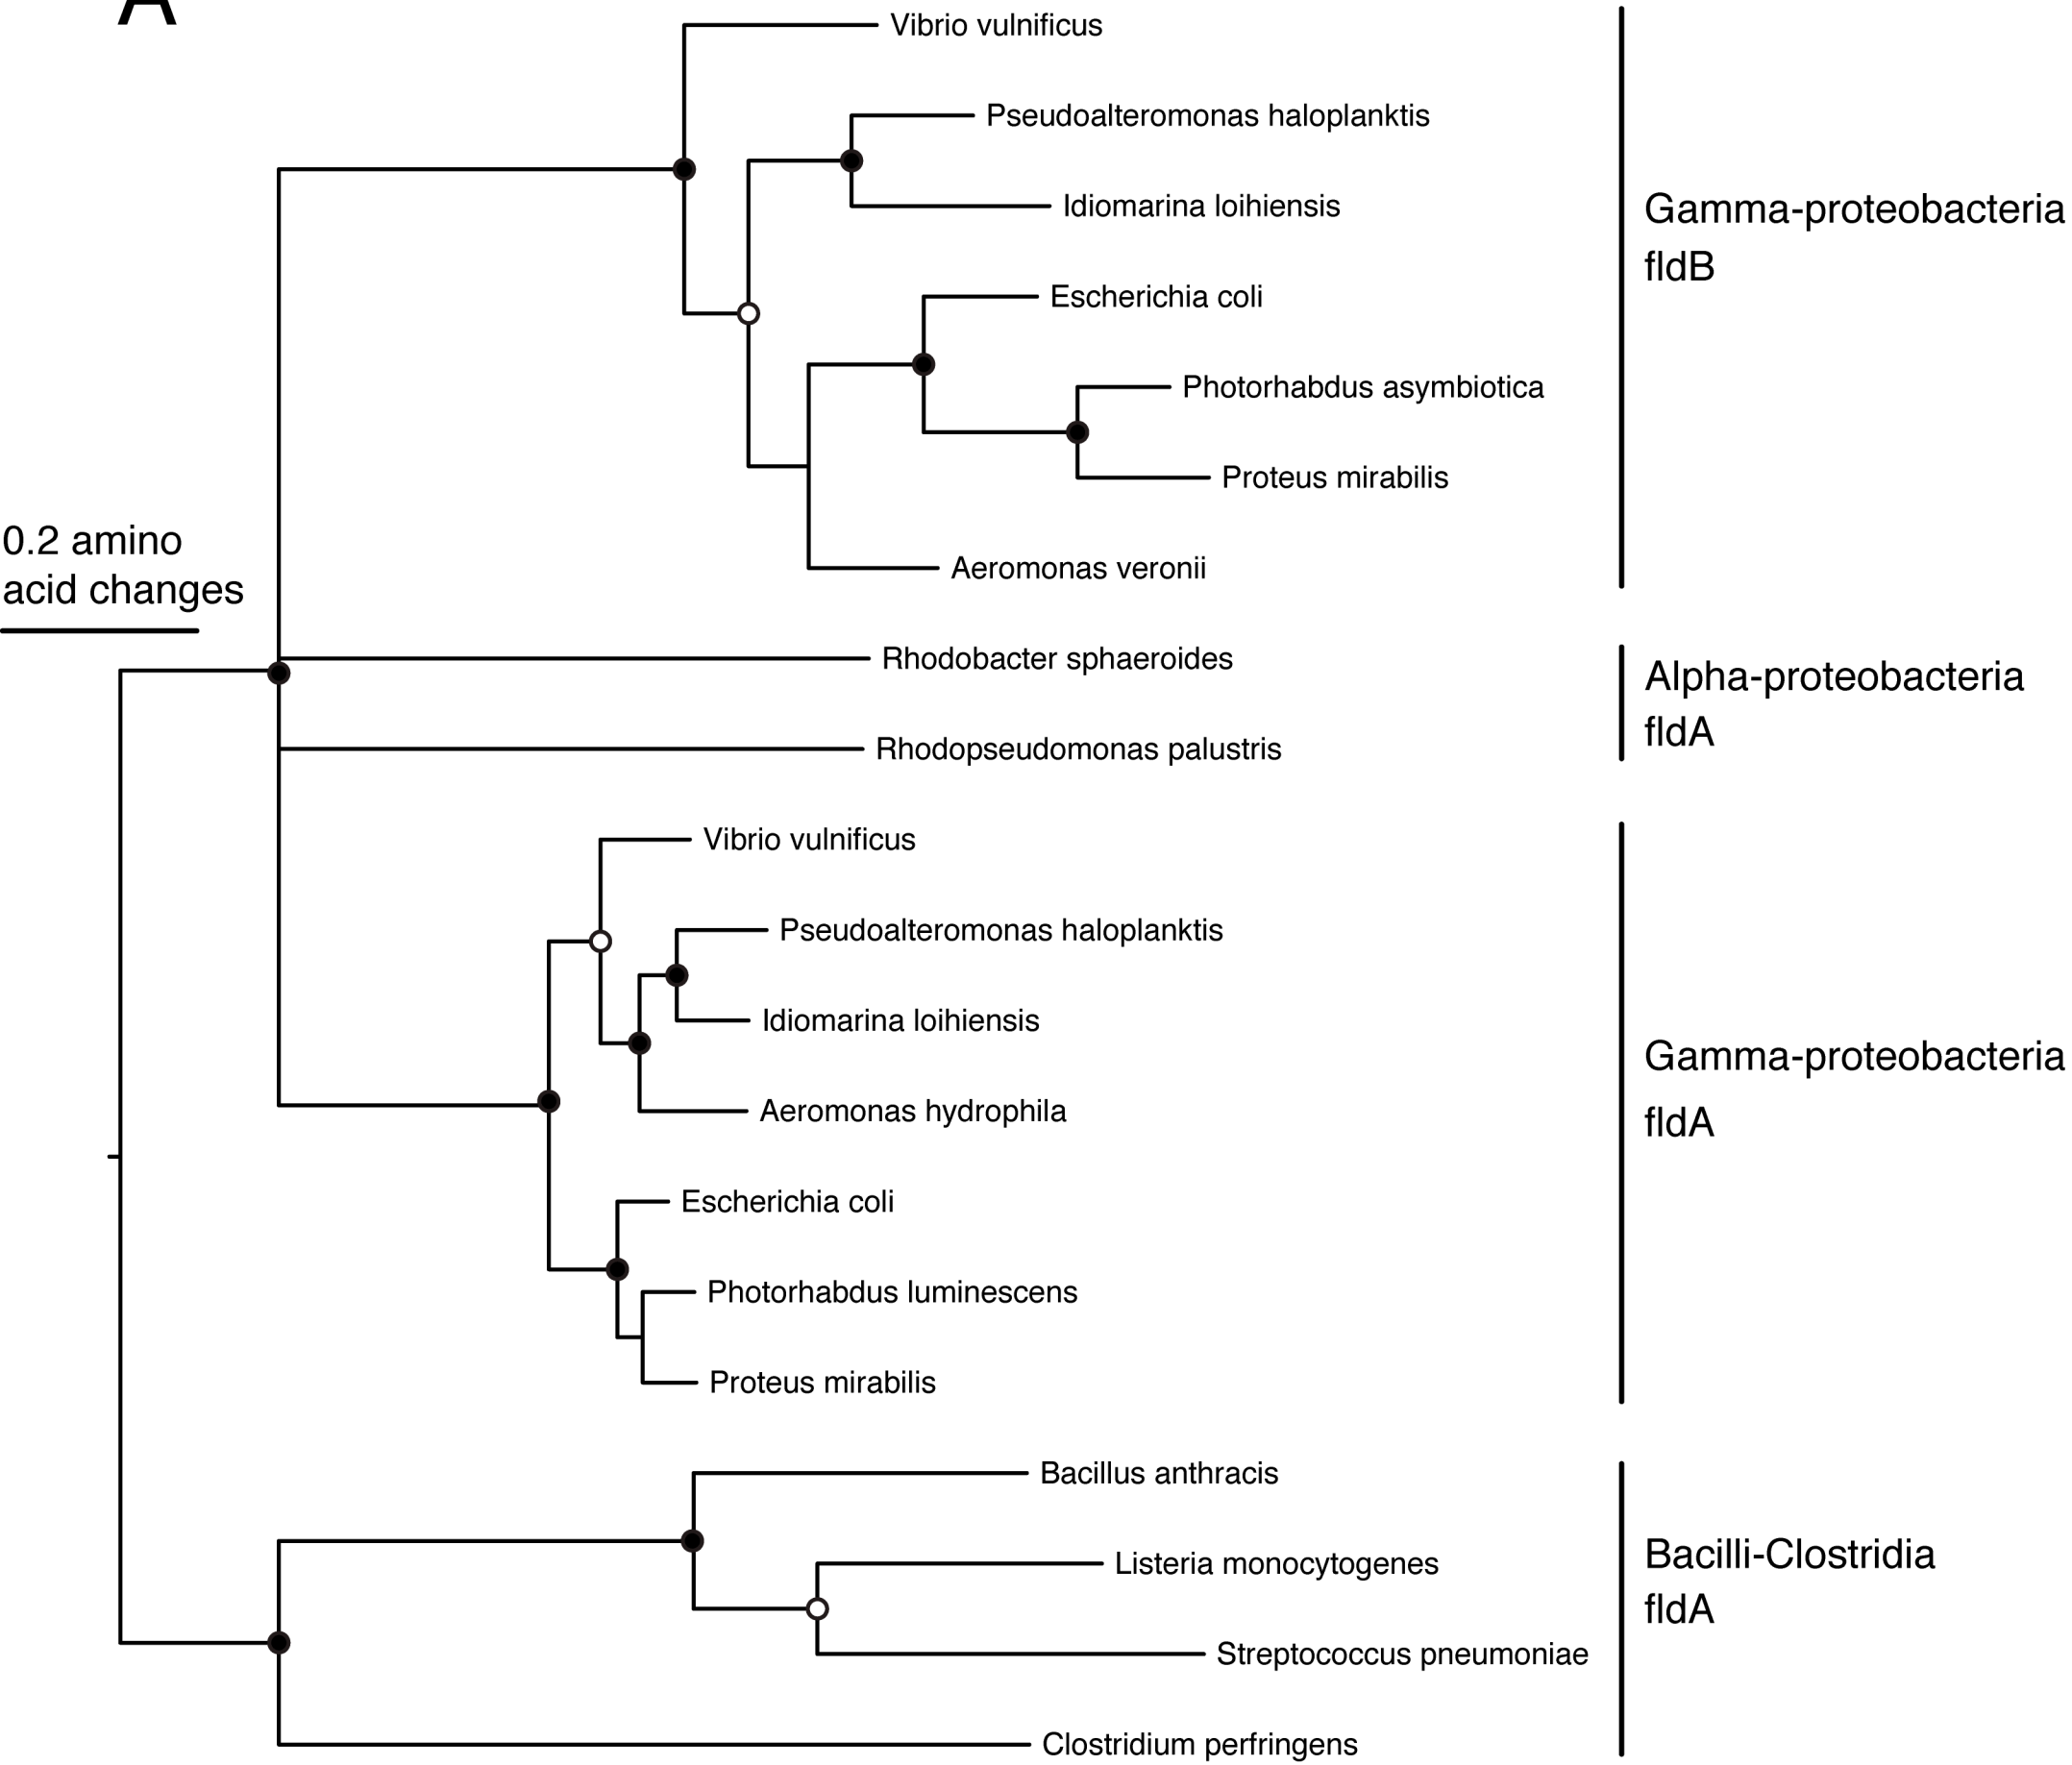 A
Vibrio vulnificus
Pseudoalteromonas haloplanktis
Idiomarina loihiensis
Escherichia coli
Photorhabdus asymbiotica
Proteus mirabilis
Aeromonas veronii
Gamma-proteobacteria
fldB
0.2 amino
acid changes
Rhodobacter sphaeroides
Rhodopseudomonas palustris
Alpha-proteobacteria
fldA
Vibrio vulnificus
Pseudoalteromonas haloplanktis
Idiomarina loihiensis
Aeromonas hydrophila
Escherichia coli
Photorhabdus luminescens
Proteus mirabilis
Gamma-proteobacteria
fldA
Bacillus anthracis
Listeria monocytogenes
Streptococcus pneumoniae
Clostridium perfringens
Bacilli-Clostridia
fldA